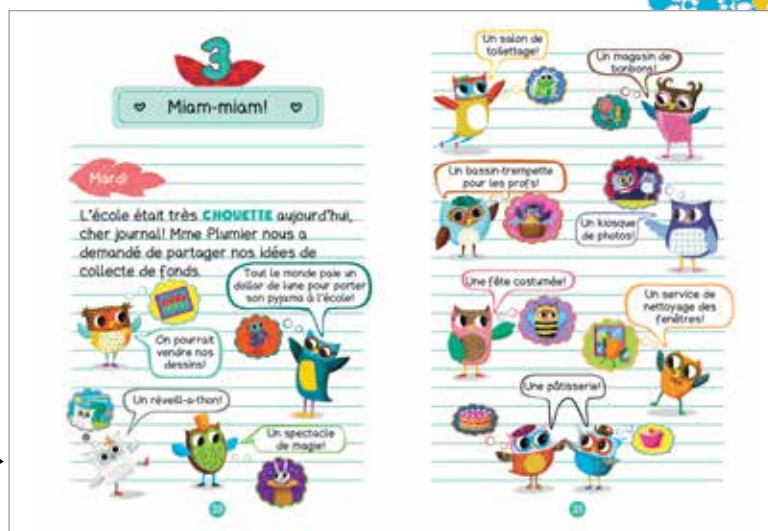 3
Miam-miam!
Mardi
L'école était très CHOUETTE aujourd'hui,
cher journal! Mme Plumier nous a
demandé de partager nos idées de
collecte de fonds.
Tout le monde paie un
dollar de lune pour porter
son pyjama à l'école!
On pourrait
vendre nos
dessins!
Un réveil-a-thon!
Un spectacle
de magie!
20
Un salon de
toilettage!
Un magasin de
bonbons!
Un bassin-trempette
pour les profs!
Un kiosque
de photos!
Une fête costumée!
Un service de
nettoyage des
fenêtres!
Une pâtisserie!
21